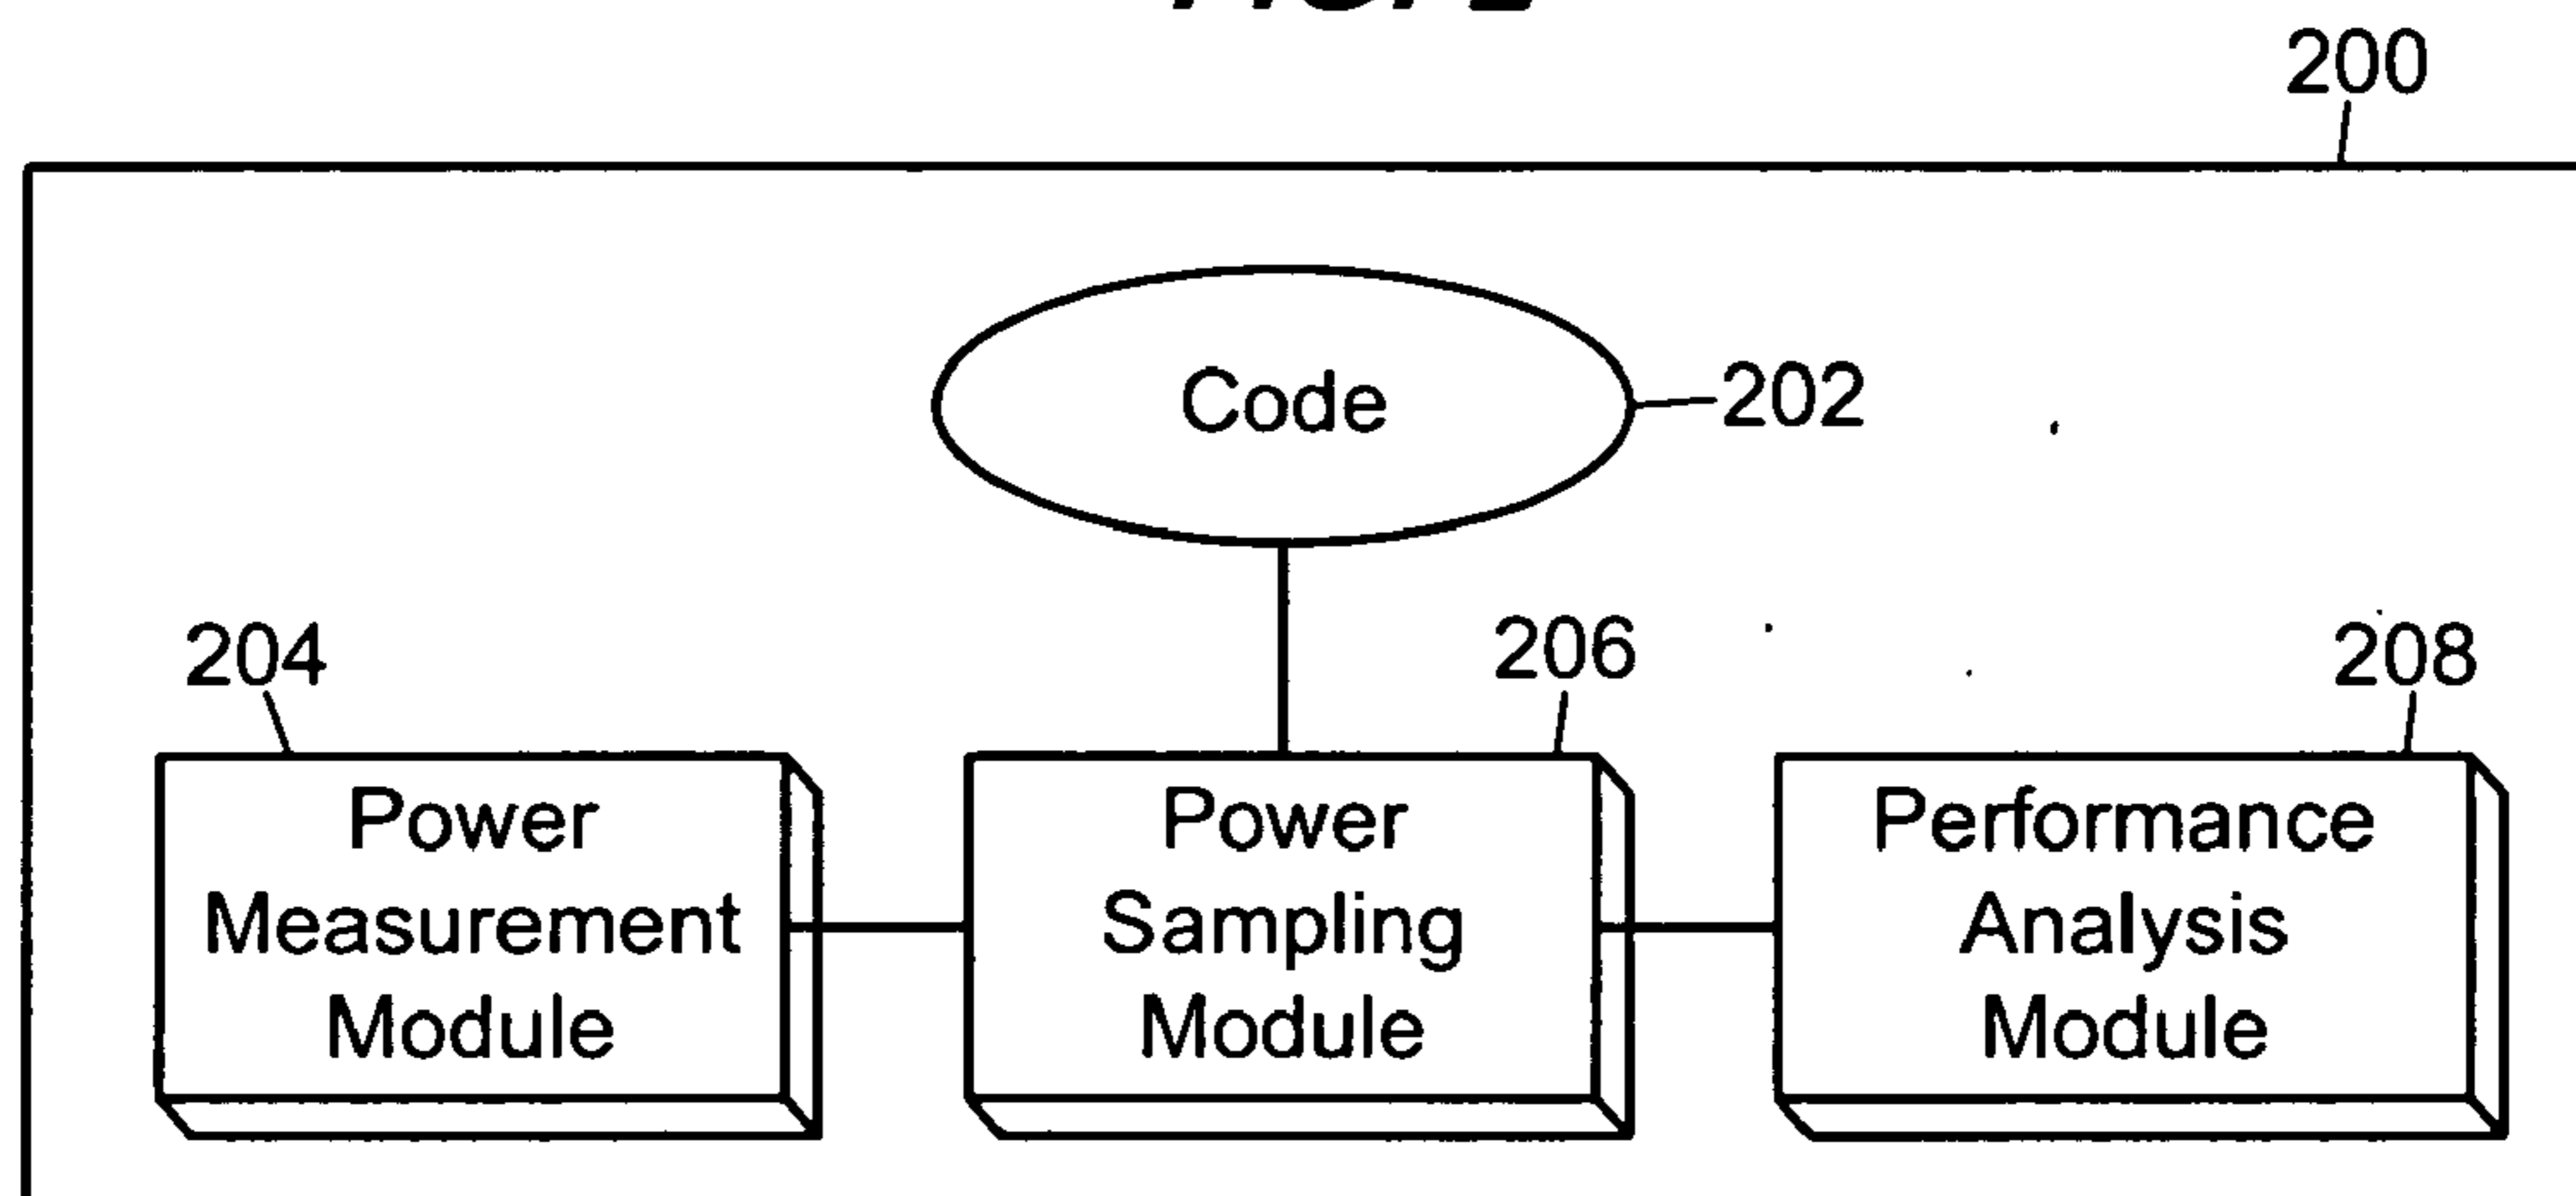 200
Code
202
204
206
208
Power
Measurement
Module
Power
Sampling
Module
Performance
Analysis
Module